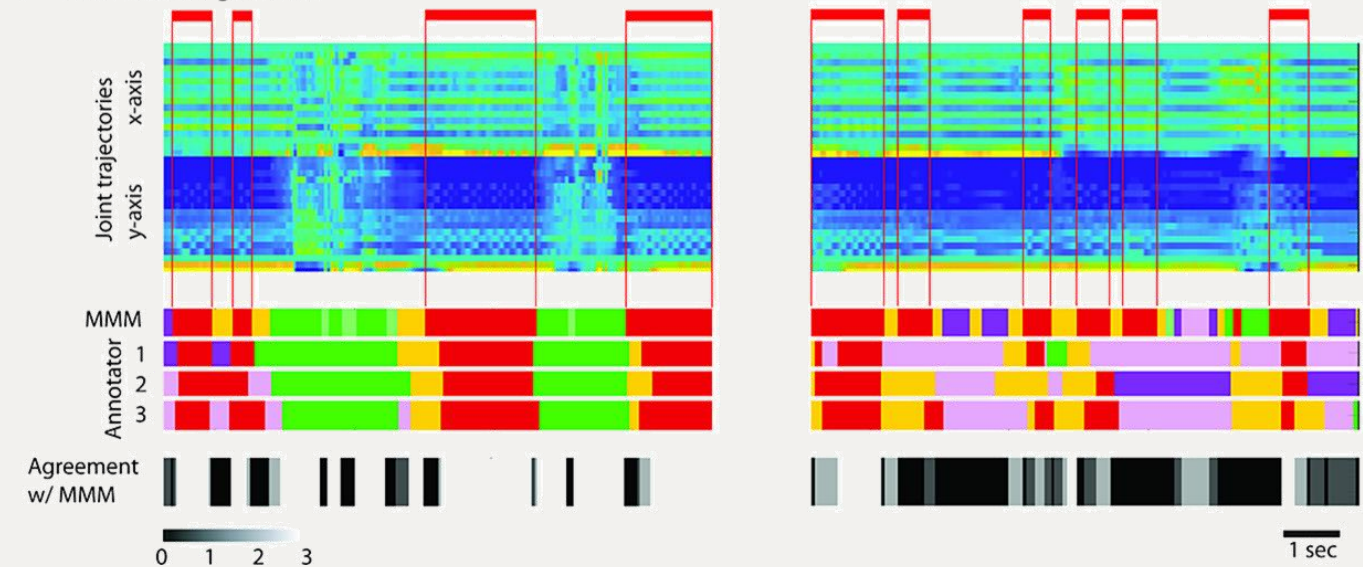 Joint trajectories
x-axis
y-axis
MMM
Annotator
1
2
3
Agreement
w/ MMM
0 1 2 3
1 sec